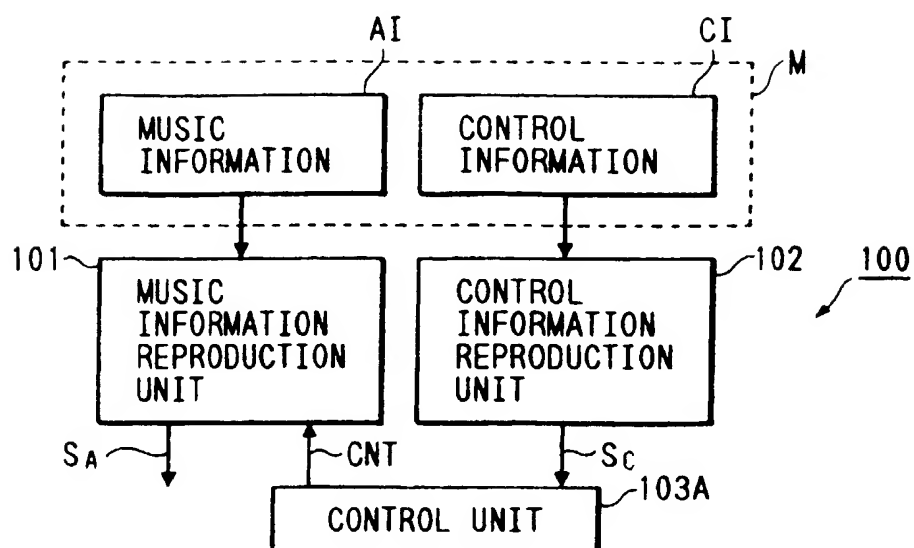 AI
CI
M
MUSIC
INFORMATION
CONTROL
INFORMATION
101
102
100
MUSIC
INFORMATION
REPRODUCTION
UNIT
CONTROL
INFORMATION
REPRODUCTION
UNIT
SA
CNT
SC
103A
CONTROL UNIT